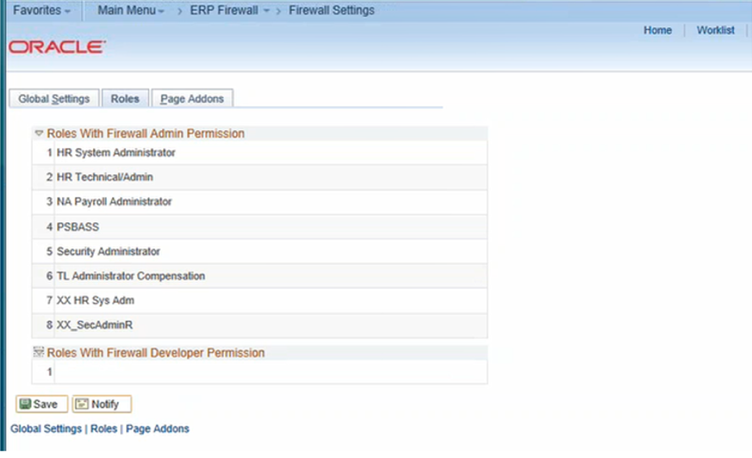 Favorites Main Menu > ERP Firewall > Firewall Settings
Home Worklist
ORACLE
Global Settings Roles Page Addons
Roles With Firewall Admin Permission
1 HR System Administrator
2 HR Technical/Admin
3 NA Payroll Administrator
4 PSBASS
5 Security Administrator
6 TL Administrator Compensation
7 XX HR Sys Adm
8 XX_SecAdminR
Roles With Firewall Developer Permission
1
Save Notify
Global Settings | Roles | Page Addons